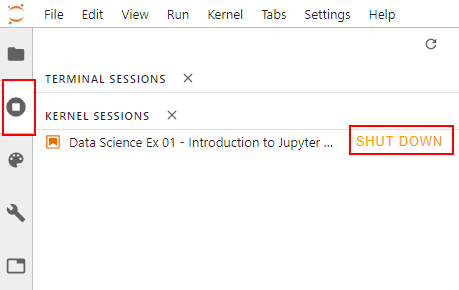 File Edit View Run Kernel Tabs Settings Help
TERMINAL SESSIONS
KERNEL SESSIONS
Data Science Ex 01 - Introduction to Jupyter ... SHUT DOWN